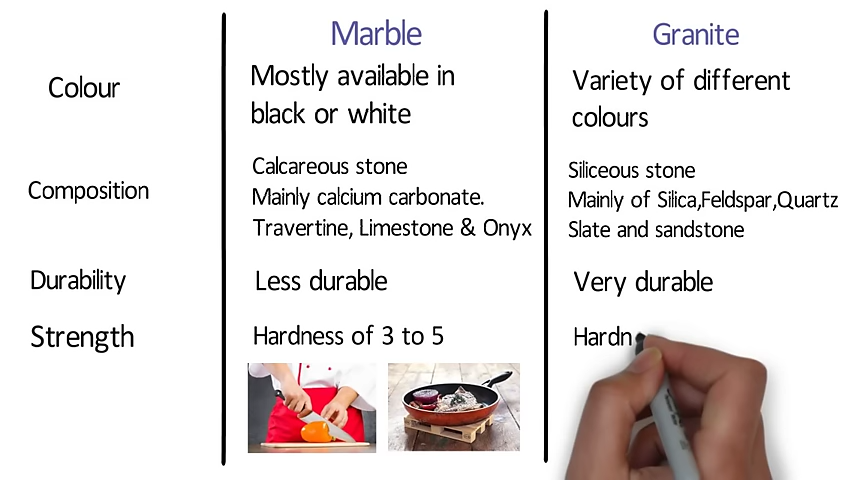 Marble
Granite
Colour
Mostly available in
black or white
Variety of different
colours
Composition
Calcareous stone
Mainly calcium carbonate.
Travertine, Limestone & Onyx
Siliceous stone
Mainly of Silica,Feldspar,Quartz
Slate and sandstone
Durability
Less durable
Very durable
Strength
Hardness of 3 to 5
Hardn